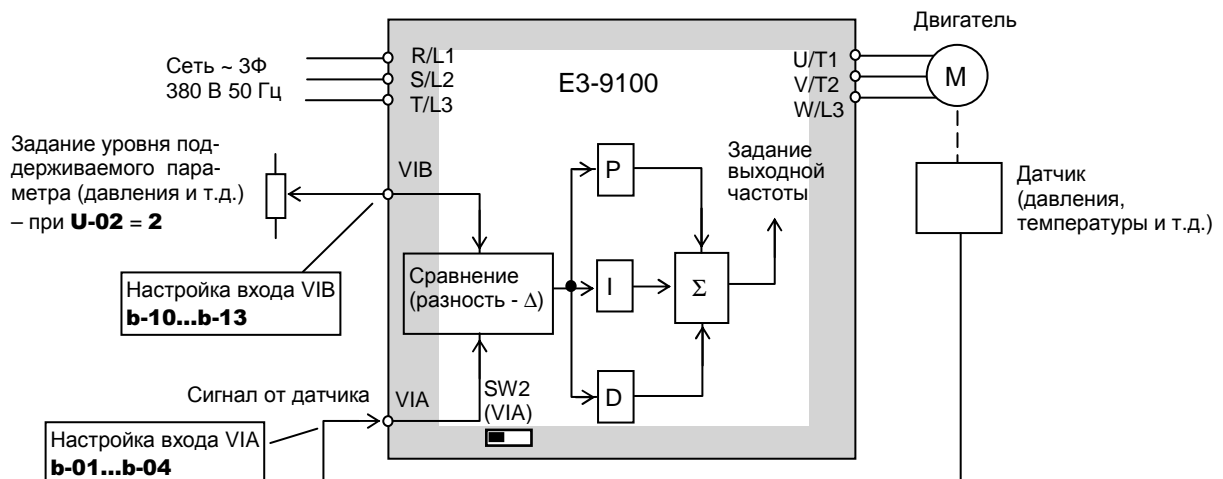 Двигатель
Сеть ~ 3Ф
380 В 50 Гц
R/L1
S/L2
T/L3
E3-9100
U/T1
V/T2
W/L3
M
Задание уровня под-
держиваемого пара-
метра (давления и т.д.)
– при U-02 = 2
VIB
P
Задание
выходной
частоты
Датчик
(давления,
температуры и т.д.)
Настройка входа VIB
b-10...b-13
Сравнение
(разность - Δ)
I
Σ
Сигнал от датчика
VIA
SW2
(VIA)
D
Настройка входа VIA
b-01...b-04